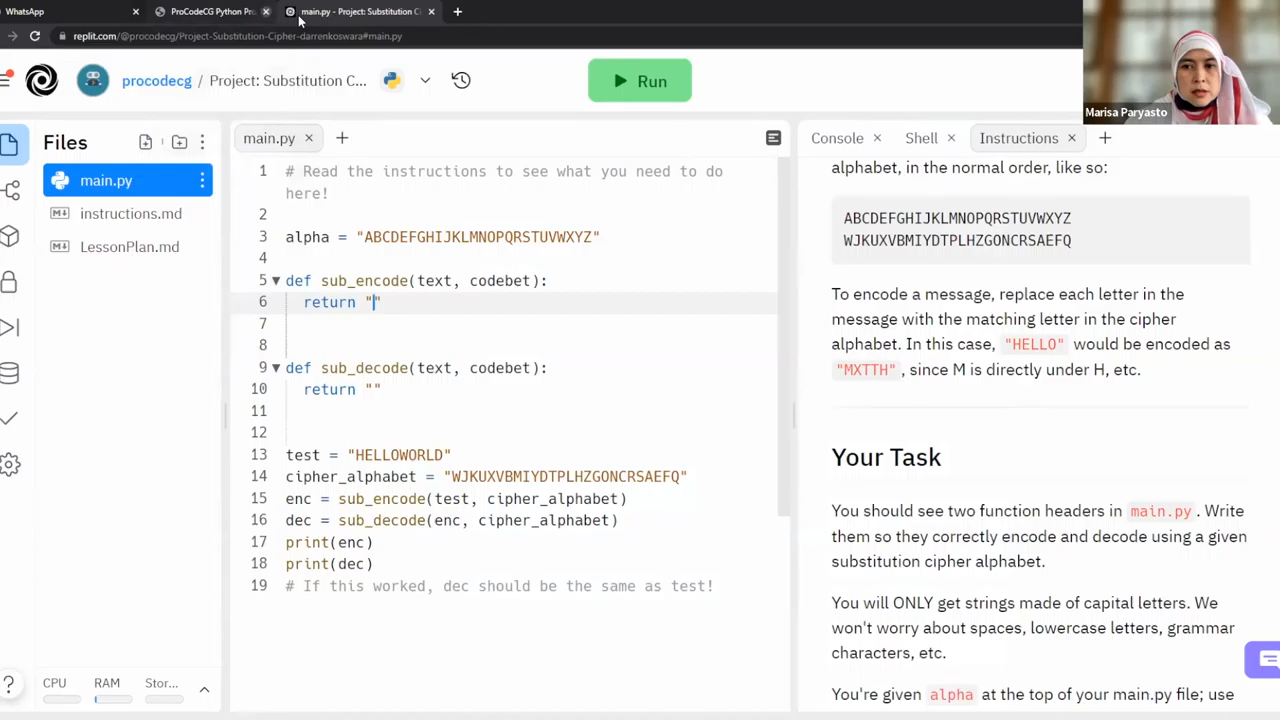 WhatsApp
ProCodeCG Python Pro
main.py - Project: Substitution Ci
replit.com/@procodecg/Project-Substitution-Cipher-darrenkoswara#main.py
procodecg / Project: Substitution C...
Run
Marisa Paryasto
Files
main.py
instructions.md
LessonPlan.md
CPU
RAM
Stor...
main.py
1 # Read the instructions to see what you need to do
here!
2
3 alpha = "ABCDEFGHIJKLMNOPQRSTUVWXYZ"
4
5 def sub_encode(text, codebet):
6 return ""
7
8
9 def sub_decode(text, codebet):
10 return ""
11
12
13 test = "HELLOWORLD"
14 cipher_alphabet = "WJKUXVBMIYDTPLHZGONCRSAEFQ"
15 enc = sub_encode(test, cipher_alphabet)
16 dec = sub_decode(enc, cipher_alphabet)
17 print(enc)
18 print(dec)
19 # If this worked, dec should be the same as test!
Console
Shell
Instructions
alphabet, in the normal order, like so:
ABCDEFGHIJKLMNOPQRSTUVWXYZ
WJKUXVBMIYDTPLHZGONCRSAEFQ
To encode a message, replace each letter in the
message with the matching letter in the cipher
alphabet. In this case, "HELLO" would be encoded as
"MXTTH", since M is directly under H, etc.
Your Task
You should see two function headers in main.py. Write
them so they correctly encode and decode using a given
substitution cipher alphabet.
You will ONLY get strings made of capital letters. We
won't worry about spaces, lowercase letters, grammar
characters, etc.
You're given alpha at the top of your main.py file; use